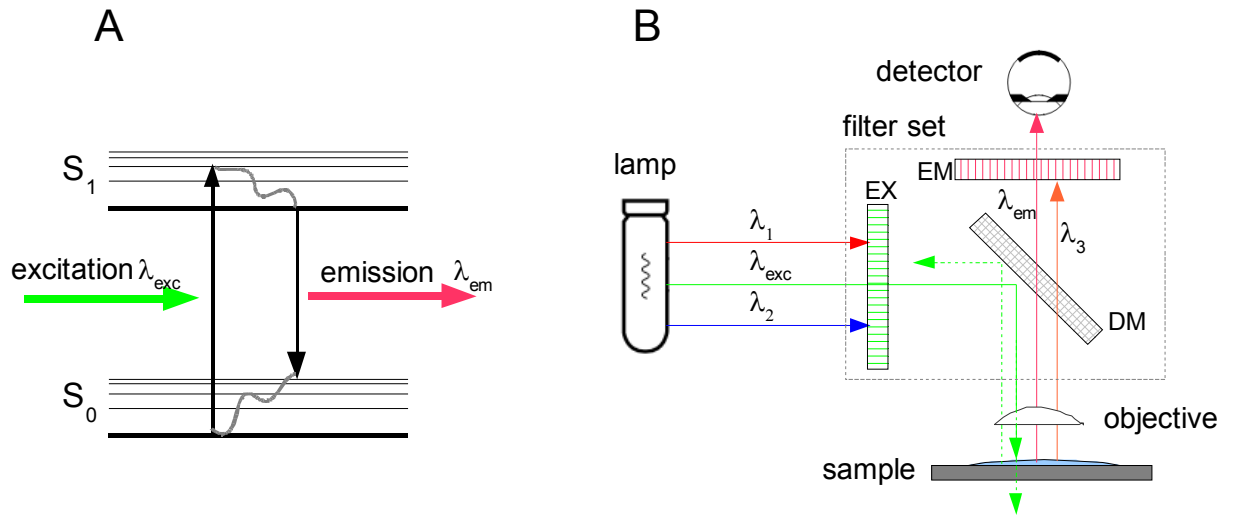 A
S1
excitation λexc
emission λem
S0
B
detector
filter set
lamp
EM
EX
λem
λ1
λ3
λexc
λ2
DM
objective
sample